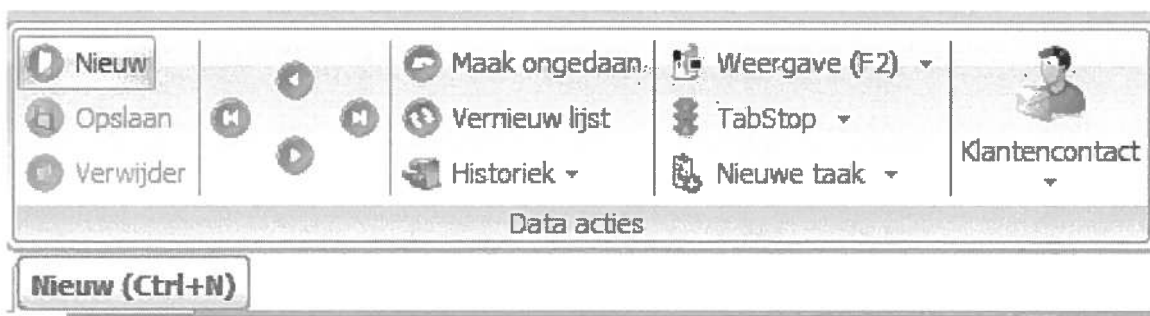 Nieuw
Opslaan
Verwijder
Maak ongedaan
Vernieuw lijst
Historiek
Weergave (F2)
TabStop
Nieuwe taak
Klantencontact
Data acties
Nieuw (Ctrl+N)